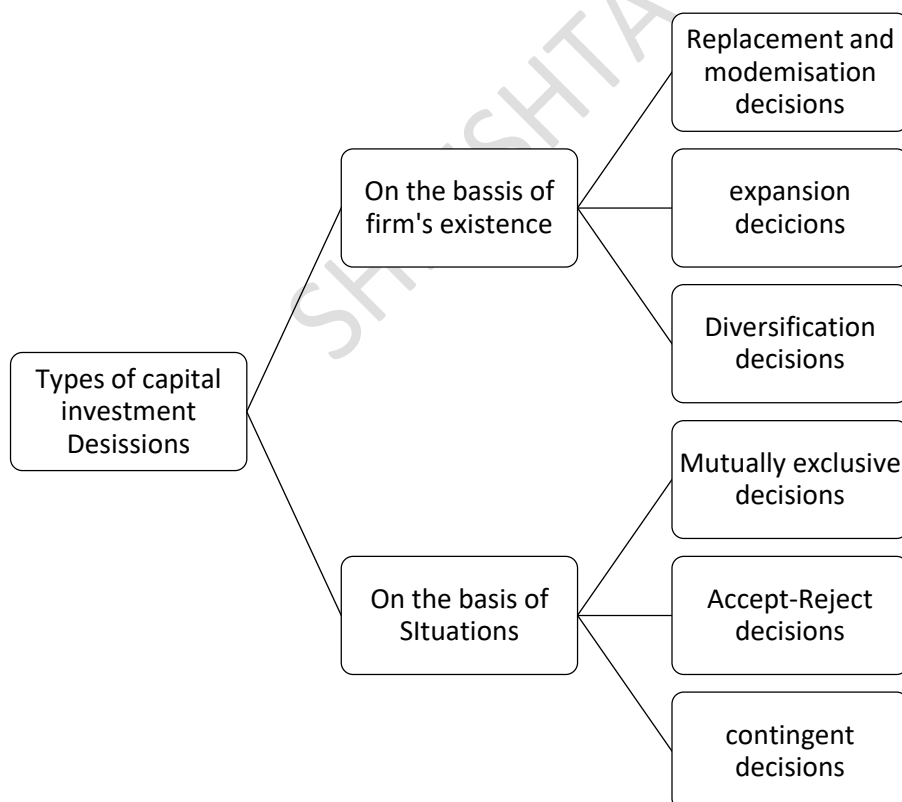 Types of capital
investment
Desissions
On the bassis of
firm's existence
Replacement and
modemisation
decisions
expansion
decicions
Diversification
decisions
On the basis of
SItuations
Mutually exclusive
decisions
Accept-Reject
decisions
contingent
decisions